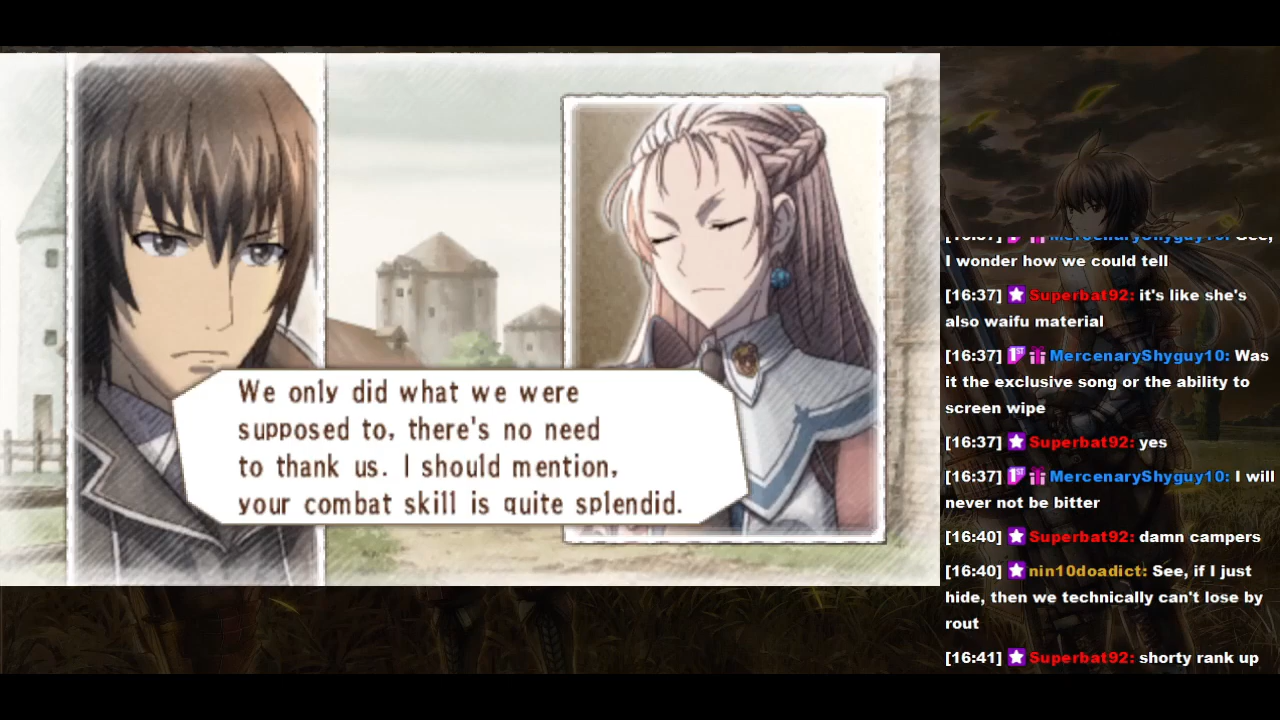 We only did what we were
supposed to, there's no need
to thank us. I should mention,
your combat skill is quite splendid.
[16:37] MercenaryShyguy10: See,
I wonder how we could tell
[16:37] Superbat92: it's like she's
also waifu material
[16:37] MercenaryShyguy10: Was
it the exclusive song or the ability to
screen wipe
[16:37] Superbat92: yes
[16:37] MercenaryShyguy10: I will
never not be bitter
[16:40] Superbat92: damn campers
[16:40] nin10doadict: See, if I just
hide, then we technically can't lose by
rout
[16:41] Superbat92: shorty rank up